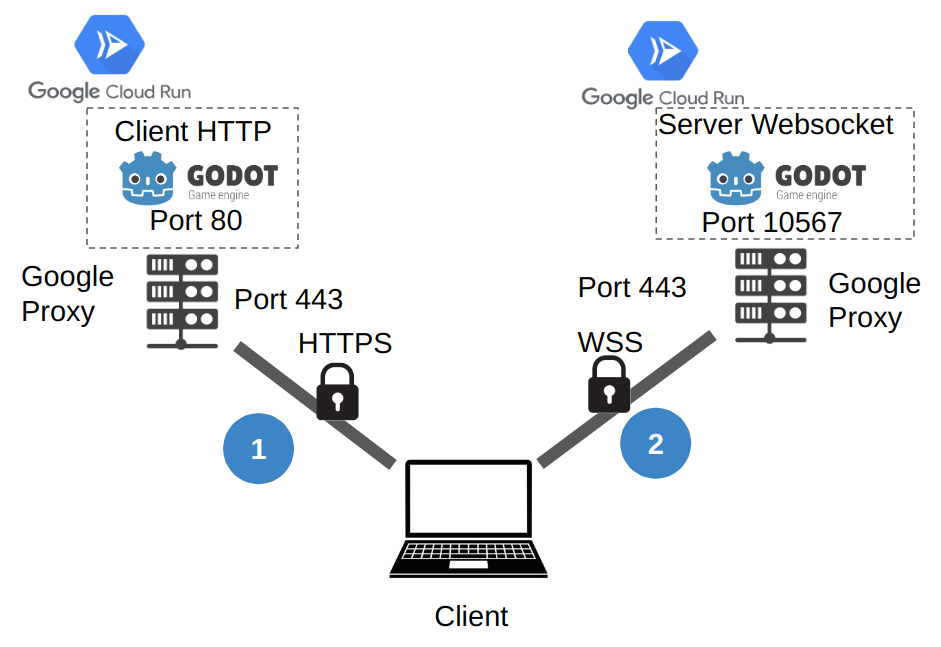 Google Cloud Run
Client HTTP
GODOT
Game engine
Port 80
Google
Proxy
Port 443
HTTPS
1
Google Cloud Run
Server Websocket
GODOT
Game engine
Port 10567
Port 443
Google
Proxy
WSS
2
Client